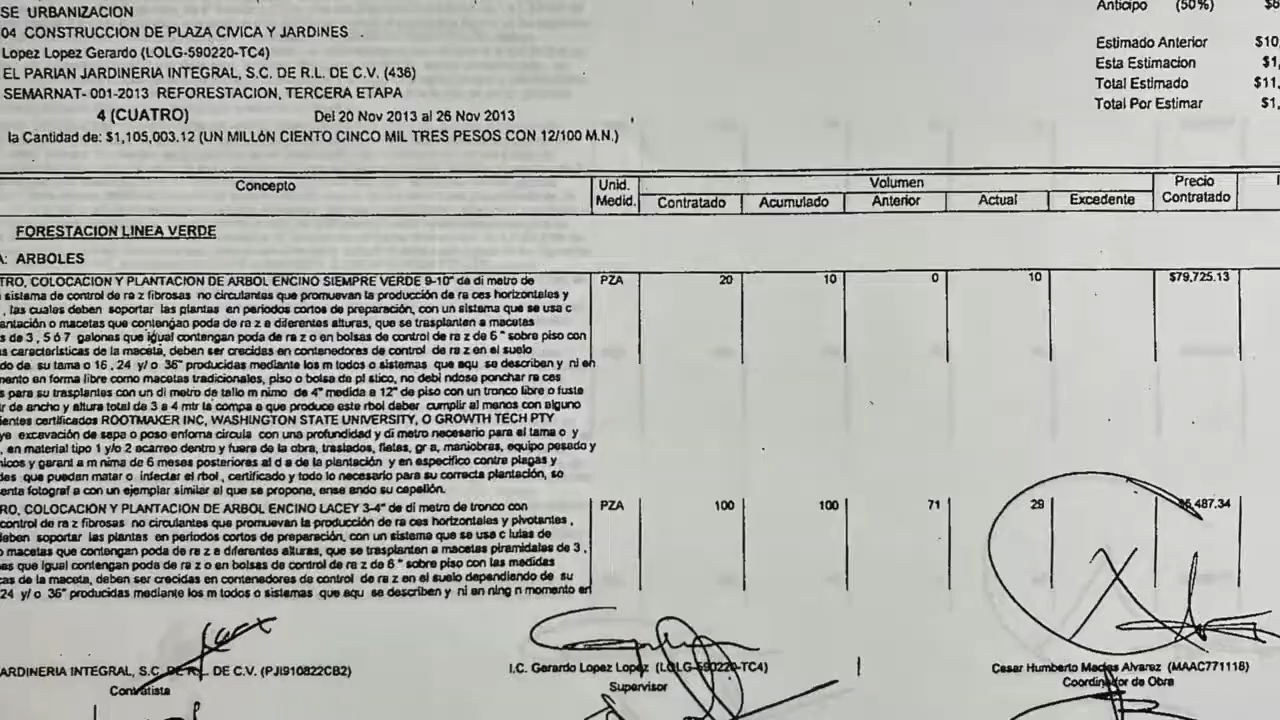 SE URBANIZACION
04 CONSTRUCCION DE PLAZA CIVICA Y JARDINES
Lopez Lopez Gerardo (LOLG-590220-TC4)
EL PARIAN JARDINERIA INTEGRAL, S.C. DE R.L. DE C.V. (436)
SEMARNAT- 001-2013 REFORESTACION, TERCERA ETAPA
4 (CUATRO) Del 20 Nov 2013 al 26 Nov 2013
la Cantidad de: $1,105,003.12 (UN MILLÓN CIENTO CINCO MIL TRES PESOS CON 12/100 M.N.)
Anticipo (50%)
Estimado Anterior $10
Esta Estimacion $1,
Total Estimado $11,
Total Por Estimar $1,
Concepto Unid. Medid. Volumen Precio Contratado
Contratado Acumulado Anterior Actual Excedente
FORESTACION LINEA VERDE
A: ARBOLES
TRO, COLOCACION Y PLANTACION DE ARBOL ENCINO SIEMPRE VERDE 9-10" de di metro de PZA 20 10 0 10 $79,725.13
sistema de control de ra z fibrosas no circulantes que promuevan la producción de ra ces horizontales y
, las cuales deben soportar las plantas en periodos cortos de preparación, con un sistema que se usa c
antación o macetas que contengan poda de ra z a diferentes alturas, que se trasplanten a macetas
s de 3 , 5 ó 7 galones que igual contengan poda de ra z o en bolsas de control de ra z de 6 " sobre piso con
as características de la maceta, deben ser crecidas en contenedores de control de ra z en el suelo
do de su tama o 16 , 24 y/ o 36" producidas mediante los m todos o sistemas que aqu se describen y ni en
mento en forma libre como macetas tradicionales, piso o bolsa de pl stico, no debi ndose ponchar ra ces
s para su trasplantes con un di metro de tallo m nimo de 4" medida a 12" de piso con un tronco libre o fuste
tr de ancho y altura total de 3 a 4 mtr la compa a que produce este rbol deber cumplir al menos con alguno
ientes certificados ROOTMAKER INC, WASHINGTON STATE UNIVERSITY, O GROWTH TECH PTY
ye excavación de sepa o poso enforna circula con una profundidad y di metro necesario para el tama o y
, en material tipo 1 y/o 2 acarreo dentro y fuera de la obra, traslados, fletes, gr a, maniobras, equipo pesado y
nicos y garant a m nima de 6 meses posteriores al d a de la plantación y en especifico contra plagas y
des que puedan matar o infectar el rbol , certificado y todo lo necesario para su correcta plantación, se
enta fotograf a con un ejemplar similar al que se propone, ense ando su capellón.
RO, COLOCACION Y PLANTACION DE ARBOL ENCINO LACEY 3-4" de di metro de tronco con PZA 100 100 71 29 487.34
control de ra z fibrosas no circulantes que promuevan la producción de ra ces horizontales y pivotantes ,
deben soportar las plantas en periodos cortos de preparación, con un sistema que se usa c lulas de
o macetas que contengan poda de ra z a diferentes alturas, que se trasplanten a macetas piramidales de 3 ,
es que igual contengan poda de ra z o en bolsas de control de ra z de 6 " sobre piso con las medidas
cas de la maceta, deben ser crecidas en contenedores de control de ra z en el suelo dependiendo de su
24 y/ o 36" producidas mediante los m todos o sistemas que aqu se describen y ni en ning n momento en
ARDINERIA INTEGRAL, S.C. DE R.L. DE C.V. (PJI910822CB2)
Contratista
I.C. Gerardo Lopez Lopez (LOLG-590220-TC4)
Supervisor
Cesar Humberto Macias Alvarez (MAAC771118)
Coordinador de Obra